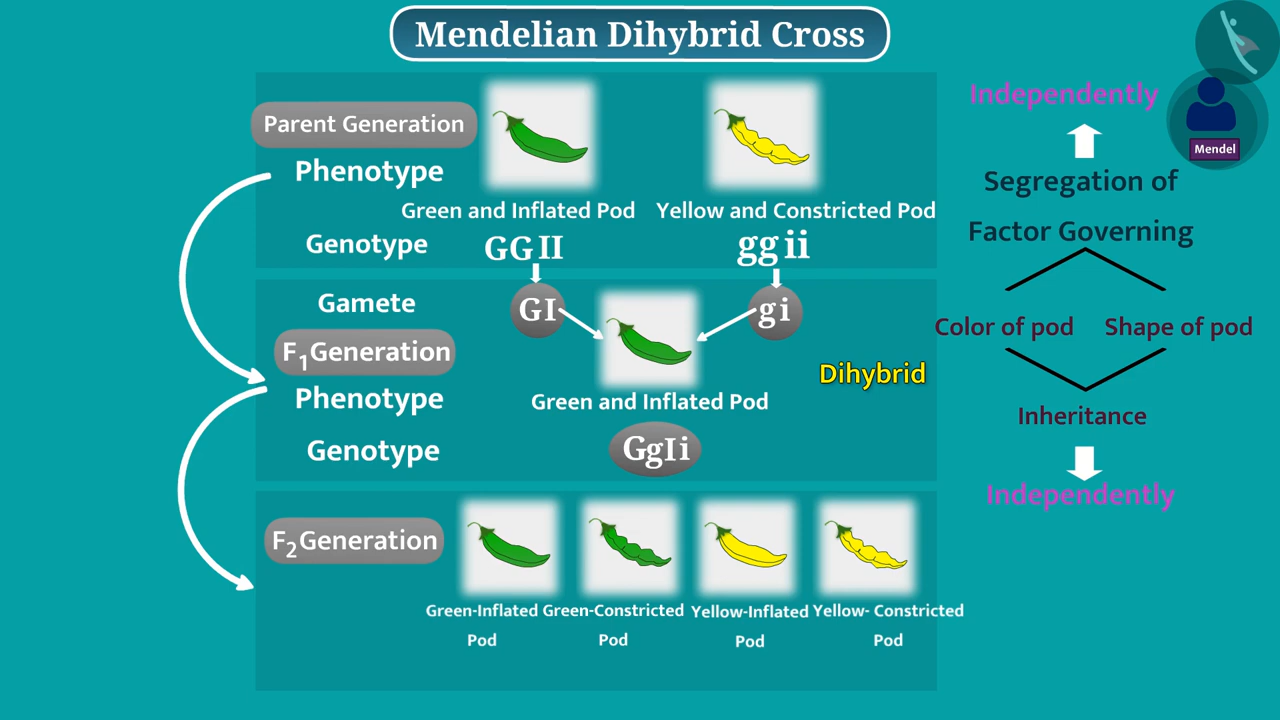 Mendelian Dihybrid Cross
Parent Generation
Phenotype
Green and Inflated Pod
Yellow and Constricted Pod
Genotype
GG II
gg ii
Gamete
GI
gi
F1 Generation
Phenotype
Green and Inflated Pod
Dihybrid
Genotype
GgIi
F2 Generation
Green-Inflated Pod
Green-Constricted Pod
Yellow-Inflated Pod
Yellow- Constricted Pod
Independently
Mendel
Segregation of
Factor Governing
Color of pod
Shape of pod
Inheritance
Independently